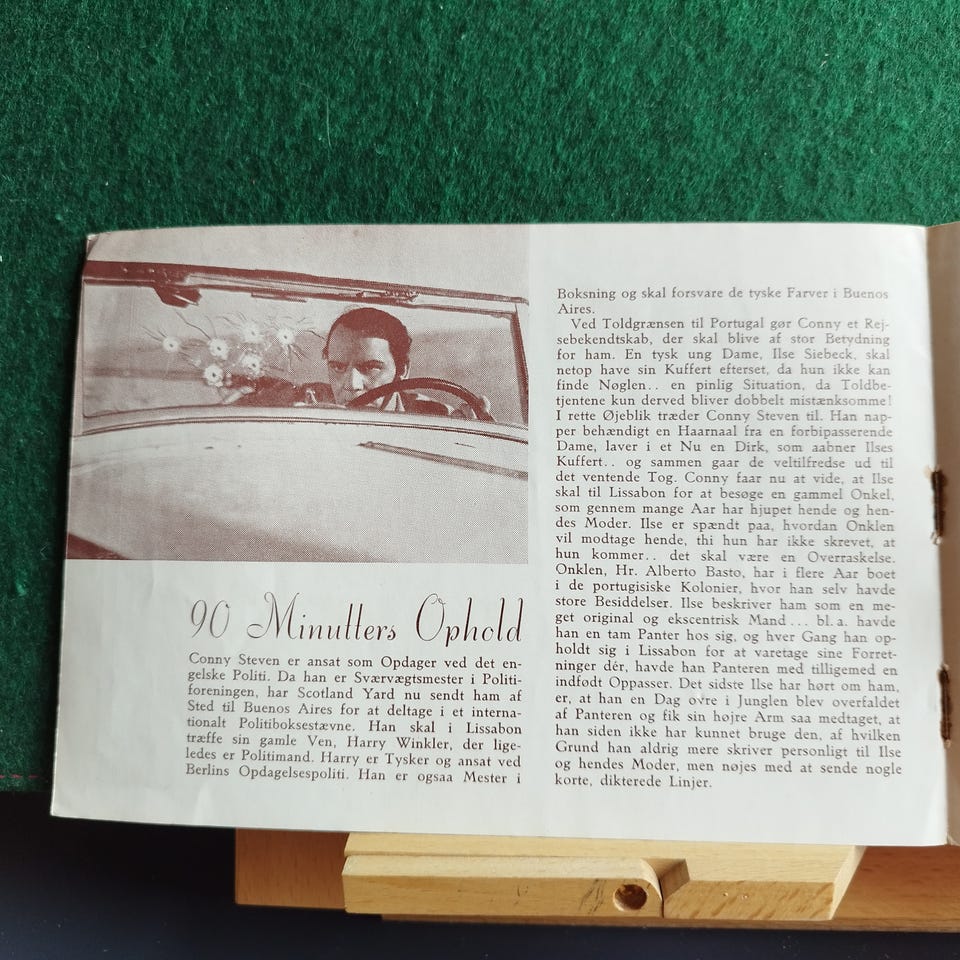 90 Minutters Ophold
Conny Steven er ansat som Opdager ved det en-
gelske Politi. Da han er Sværvægtsmester i Politi-
foreningen, har Scotland Yard nu sendt ham af
Sted til Buenos Aires for at deltage i et interna-
tionalt Politiboksestævne. Han skal i Lissabon
træffe sin gamle Ven, Harry Winkler, der lige-
ledes er Politimand. Harry er Tysker og ansat ved
Berlins Opdagelsespoliti. Han er ogsaa Mester i
Boksning og skal forsvare de tyske Farver i Buenos
Aires.
Ved Toldgrænsen til Portugal gør Conny et Rej-
sebekendtskab, der skal blive af stor Betydning
for ham. En tysk ung Dame, Ilse Siebeck, skal
netop have sin Kuffert efterset, da hun ikke kan
finde Nøglen.. en pinlig Situation, da Toldbe-
tjentene kun derved bliver dobbelt mistænksomme!
I rette Øjeblik træder Conny Steven til. Han nap-
per behændigt en Haarnaal fra en forbipasserende
Dame, laver i et Nu en Dirk, som aabner Ilses
Kuffert.. og sammen gaar de veltilfredse ud til
det ventende Tog. Conny faar nu at vide, at Ilse
skal til Lissabon for at besøge en gammel Onkel,
som gennem mange Aar har hjupet hende og hen-
des Moder. Ilse er spændt paa, hvordan Onklen
vil modtage hende, thi hun har ikke skrevet, at
hun kommer.. det skal være en Overraskelse.
Onklen, Hr. Alberto Basto, har i flere Aar boet
i de portugisiske Kolonier, hvor han selv havde
store Besiddelser. Ilse beskriver ham som en me-
get original og ekscentrisk Mand... bl. a. havde
han en tam Panter hos sig, og hver Gang han op-
holdt sig i Lissabon for at varetage sine Forret-
ninger dér, havde han Panteren med tilligemed en
indfødt Oppasser. Det sidste Ilse har hørt om ham,
er, at han en Dag ovre i Junglen blev overfaldet
af Panteren og fik sin højre Arm saa medtaget, at
han siden ikke har kunnet bruge den, af hvilken
Grund han aldrig mere skriver personligt til Ilse
og hendes Moder, men nøjes med at sende nogle
korte, dikterede Linjer.